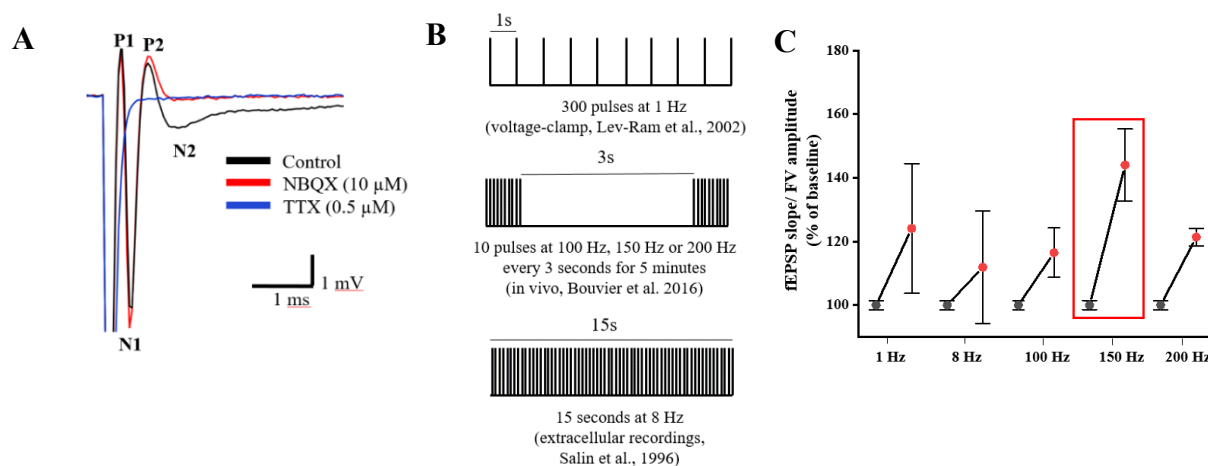 A
P1 P2
N2
N1
Control
NBQX (10 µM)
TTX (0.5 µM)
1 mV
1 ms
B
1s
300 pulses at 1 Hz
(voltage-clamp, Lev-Ram et al., 2002)
3s
10 pulses at 100 Hz, 150 Hz or 200 Hz
every 3 seconds for 5 minutes
(in vivo, Bouvier et al. 2016)
15s
15 seconds at 8 Hz
(extracellular recordings,
Salin et al., 1996)
C
fEPSP slope/ FV amplitude
(% of baseline)
180
160
140
120
100
1 Hz
8 Hz
100 Hz
150 Hz
200 Hz